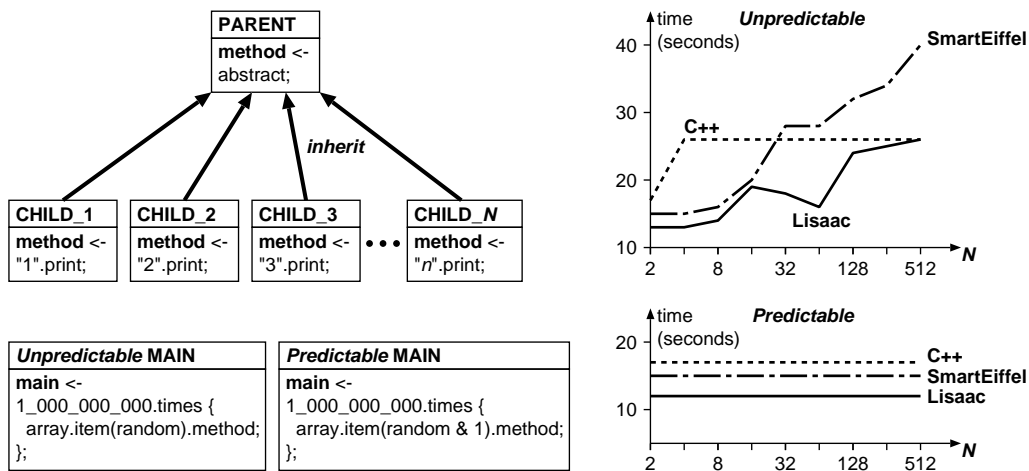 PARENT
method <-
abstract;
inherit
CHILD_1
method <-
"1".print;
CHILD_2
method <-
"2".print;
CHILD_3
method <-
"3".print;
CHILD_N
method <-
"n".print;
Unpredictable MAIN
main <-
1_000_000_000.times {
array.item(random).method;
};
Predictable MAIN
main <-
1_000_000_000.times {
array.item(random & 1).method;
};
time
(seconds)
Unpredictable
40
30
20
10
SmartEiffel
C++
Lisaac
2 8 32 128 512 N
time
(seconds)
Predictable
20
10
C++
SmartEiffel
Lisaac
2 8 32 128 512 N